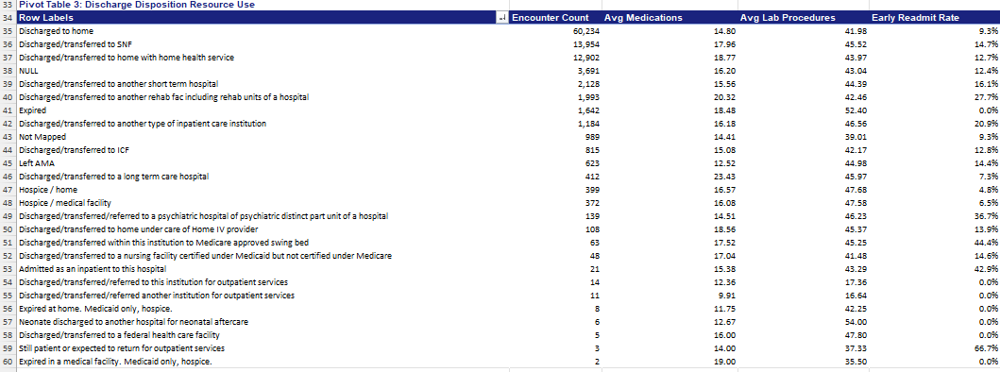 33 Pivot Table 3: Discharge Disposition Resource Use
34 Row Labels Encounter Count Avg Medications Avg Lab Procedures Early Readmit Rate
35 Discharged to home 60,234 14.80 41.98 9.3%
36 Discharged/transferred to SNF 13,954 17.96 45.52 14.7%
37 Discharged/transferred to home with home health service 12,902 18.77 43.97 12.7%
38 NULL 3,691 16.20 43.04 12.4%
39 Discharged/transferred to another short term hospital 2,128 15.56 44.39 16.1%
40 Discharged/transferred to another rehab fac including rehab units of a hospital 1,993 20.32 42.46 27.7%
41 Expired 1,642 18.48 52.40 0.0%
42 Discharged/transferred to another type of inpatient care institution 1,184 16.18 46.56 20.9%
43 Not Mapped 989 14.41 39.01 9.3%
44 Discharged/transferred to ICF 815 15.08 42.17 12.8%
45 Left AMA 623 12.52 44.98 14.4%
46 Discharged/transferred to a long term care hospital 412 23.43 45.97 7.3%
47 Hospice / home 399 16.57 47.68 4.8%
48 Hospice / medical facility 372 16.08 47.58 6.5%
49 Discharged/transferred/referred to a psychiatric hospital of psychiatric distinct part unit of a hospital 139 14.51 46.23 36.7%
50 Discharged/transferred to home under care of Home IV provider 108 18.56 45.37 13.9%
51 Discharged/transferred within this institution to Medicare approved swing bed 63 17.52 45.25 44.4%
52 Discharged/transferred to a nursing facility certified under Medicaid but not certified under Medicare 48 17.04 41.48 14.6%
53 Admitted as an inpatient to this hospital 21 15.38 43.29 42.9%
54 Discharged/transferred/referred to this institution for outpatient services 14 12.36 17.36 0.0%
55 Discharged/transferred/referred another institution for outpatient services 11 9.91 16.64 0.0%
56 Expired at home. Medicaid only, hospice. 8 11.75 42.25 0.0%
57 Neonate discharged to another hospital for neonatal aftercare 6 12.67 54.00 0.0%
58 Discharged/transferred to a federal health care facility 5 16.00 47.80 0.0%
59 Still patient or expected to return for outpatient services 3 14.00 37.33 66.7%
60 Expired in a medical facility. Medicaid only, hospice. 2 19.00 35.50 0.0%